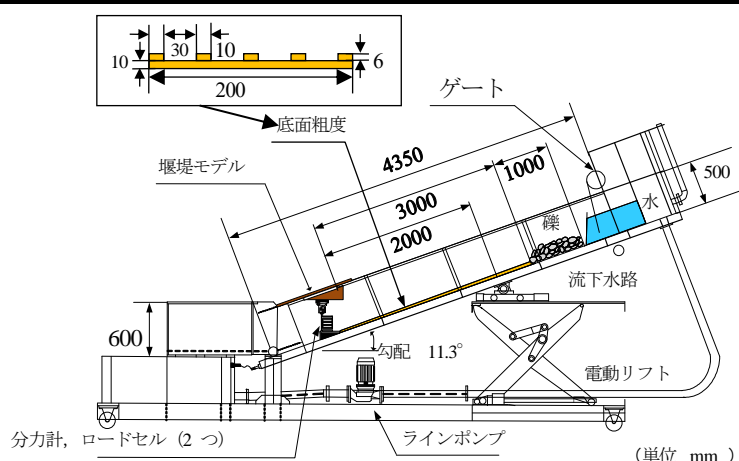 10
30
10
6
200
底面粗度
ゲート
堰堤モデル
4350
1000
3000
2000
500
礫
水
流下水路
600
勾配 11.3°
電動リフト
分力計, ロードセル (2 つ)
ラインポンプ
(単位 mm )